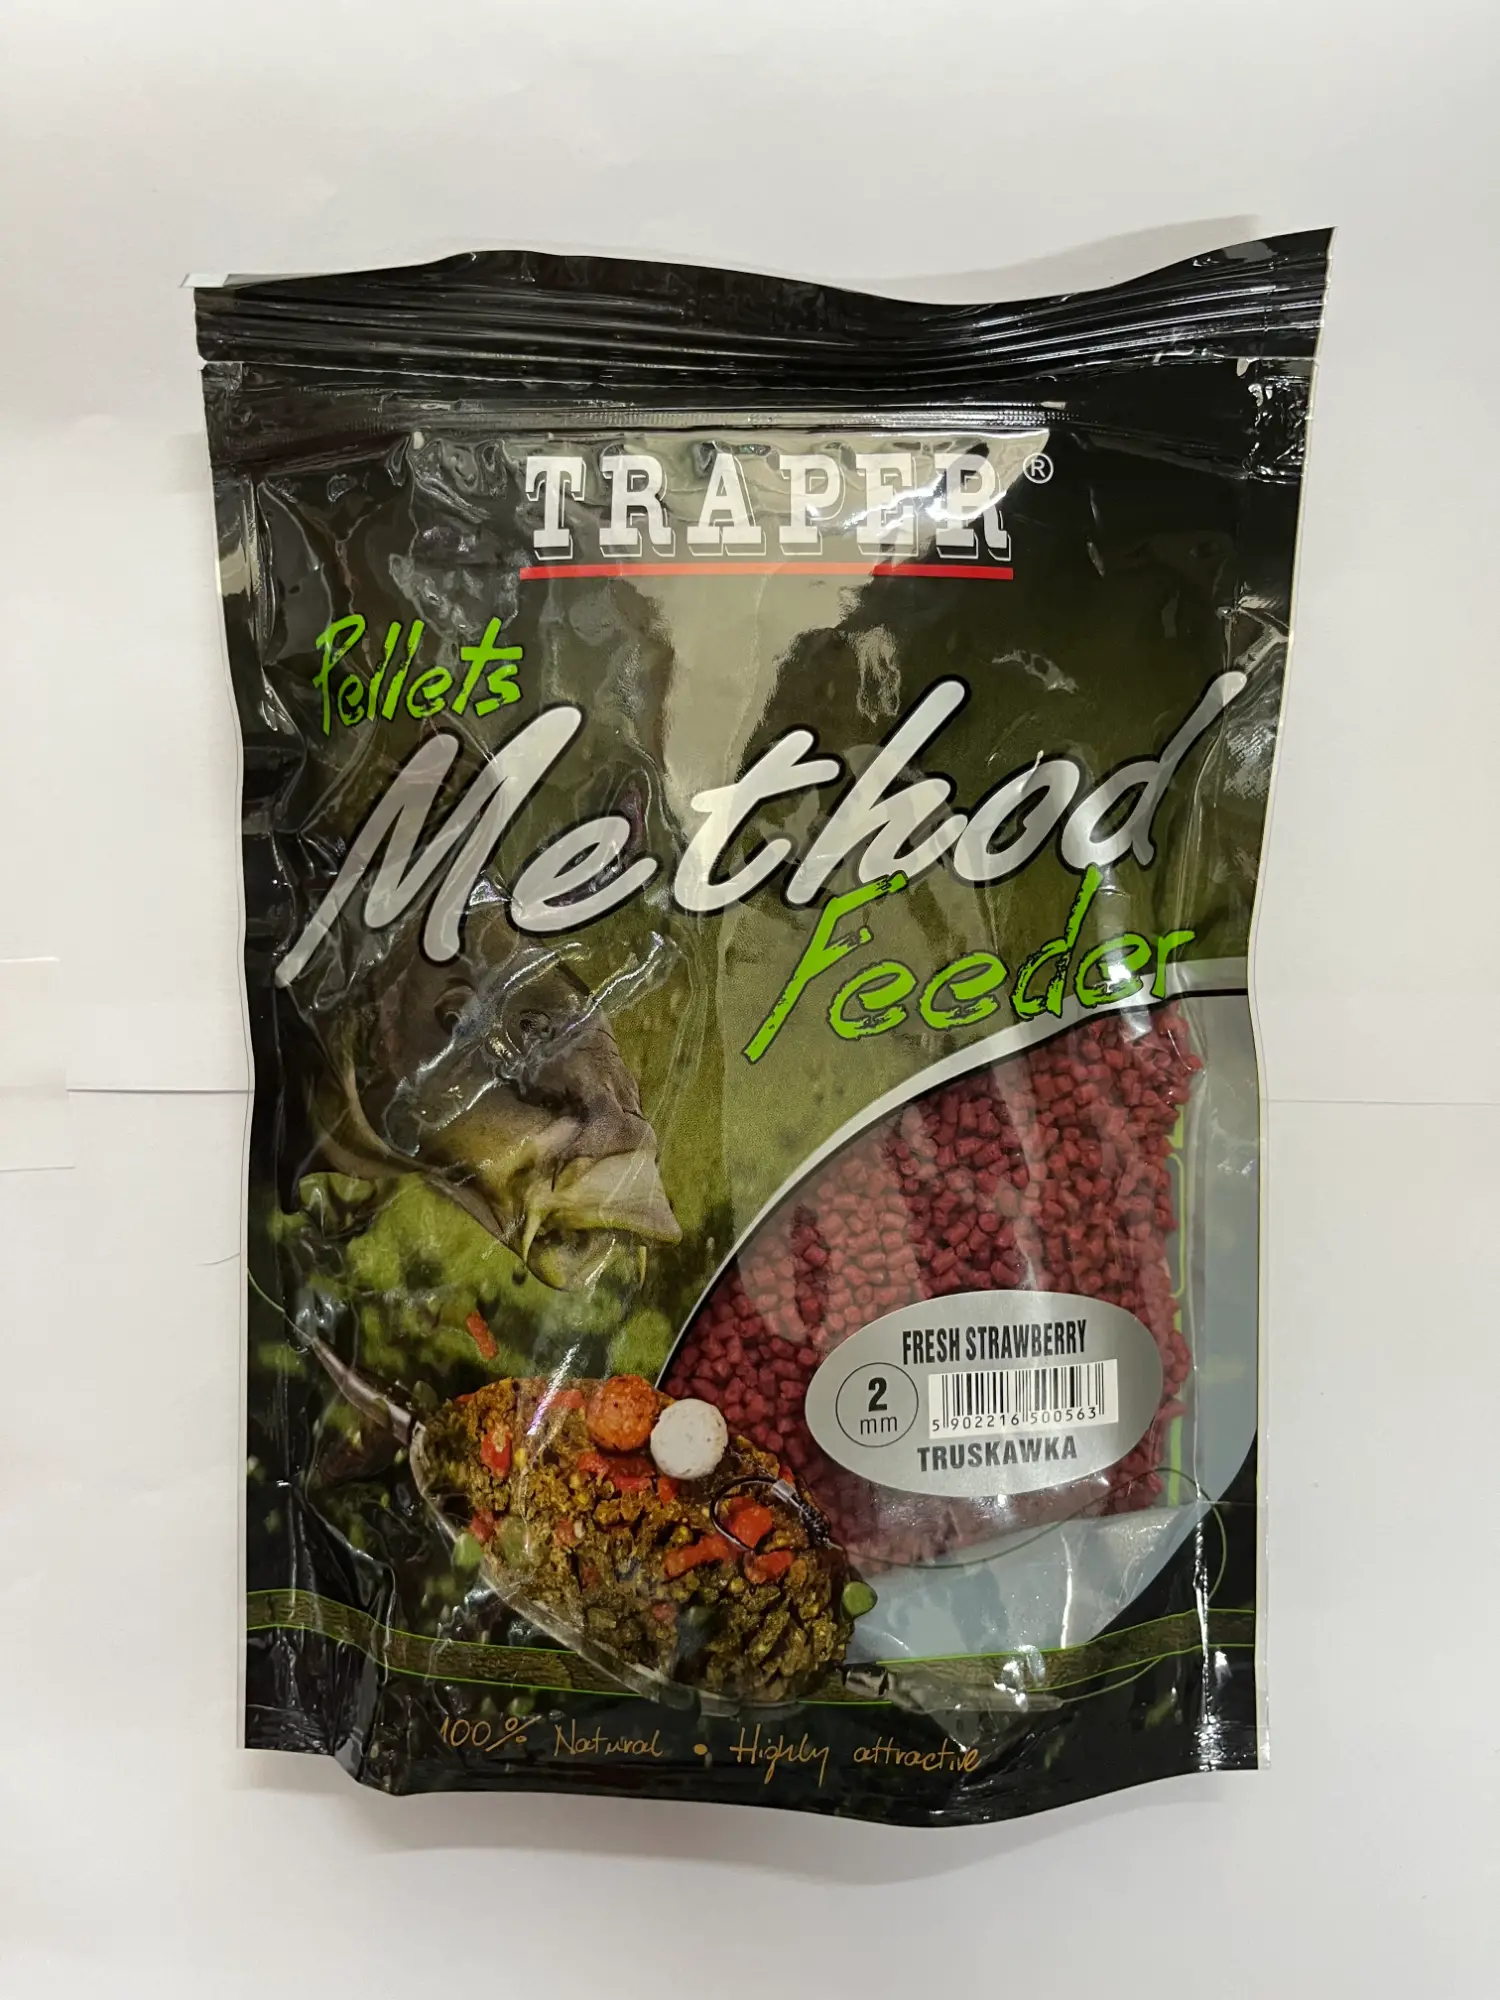 TRAPER®
Pellets
Method
Feeder
FRESH STRAWBERRY
2
mm
5902216500563
TRUSKAWKA
100% Natural • Highly attractive